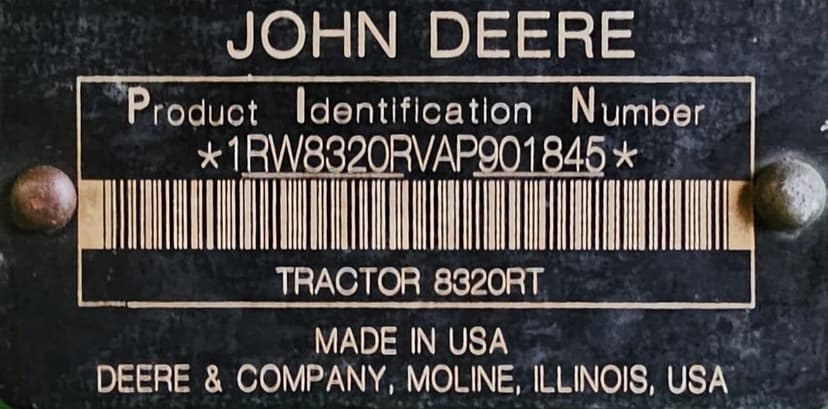 JOHN DEERE
Product Identification Number
*1RW8320RVAP901845*
TRACTOR 8320RT
MADE IN USA
DEERE & COMPANY, MOLINE, ILLINOIS, USA